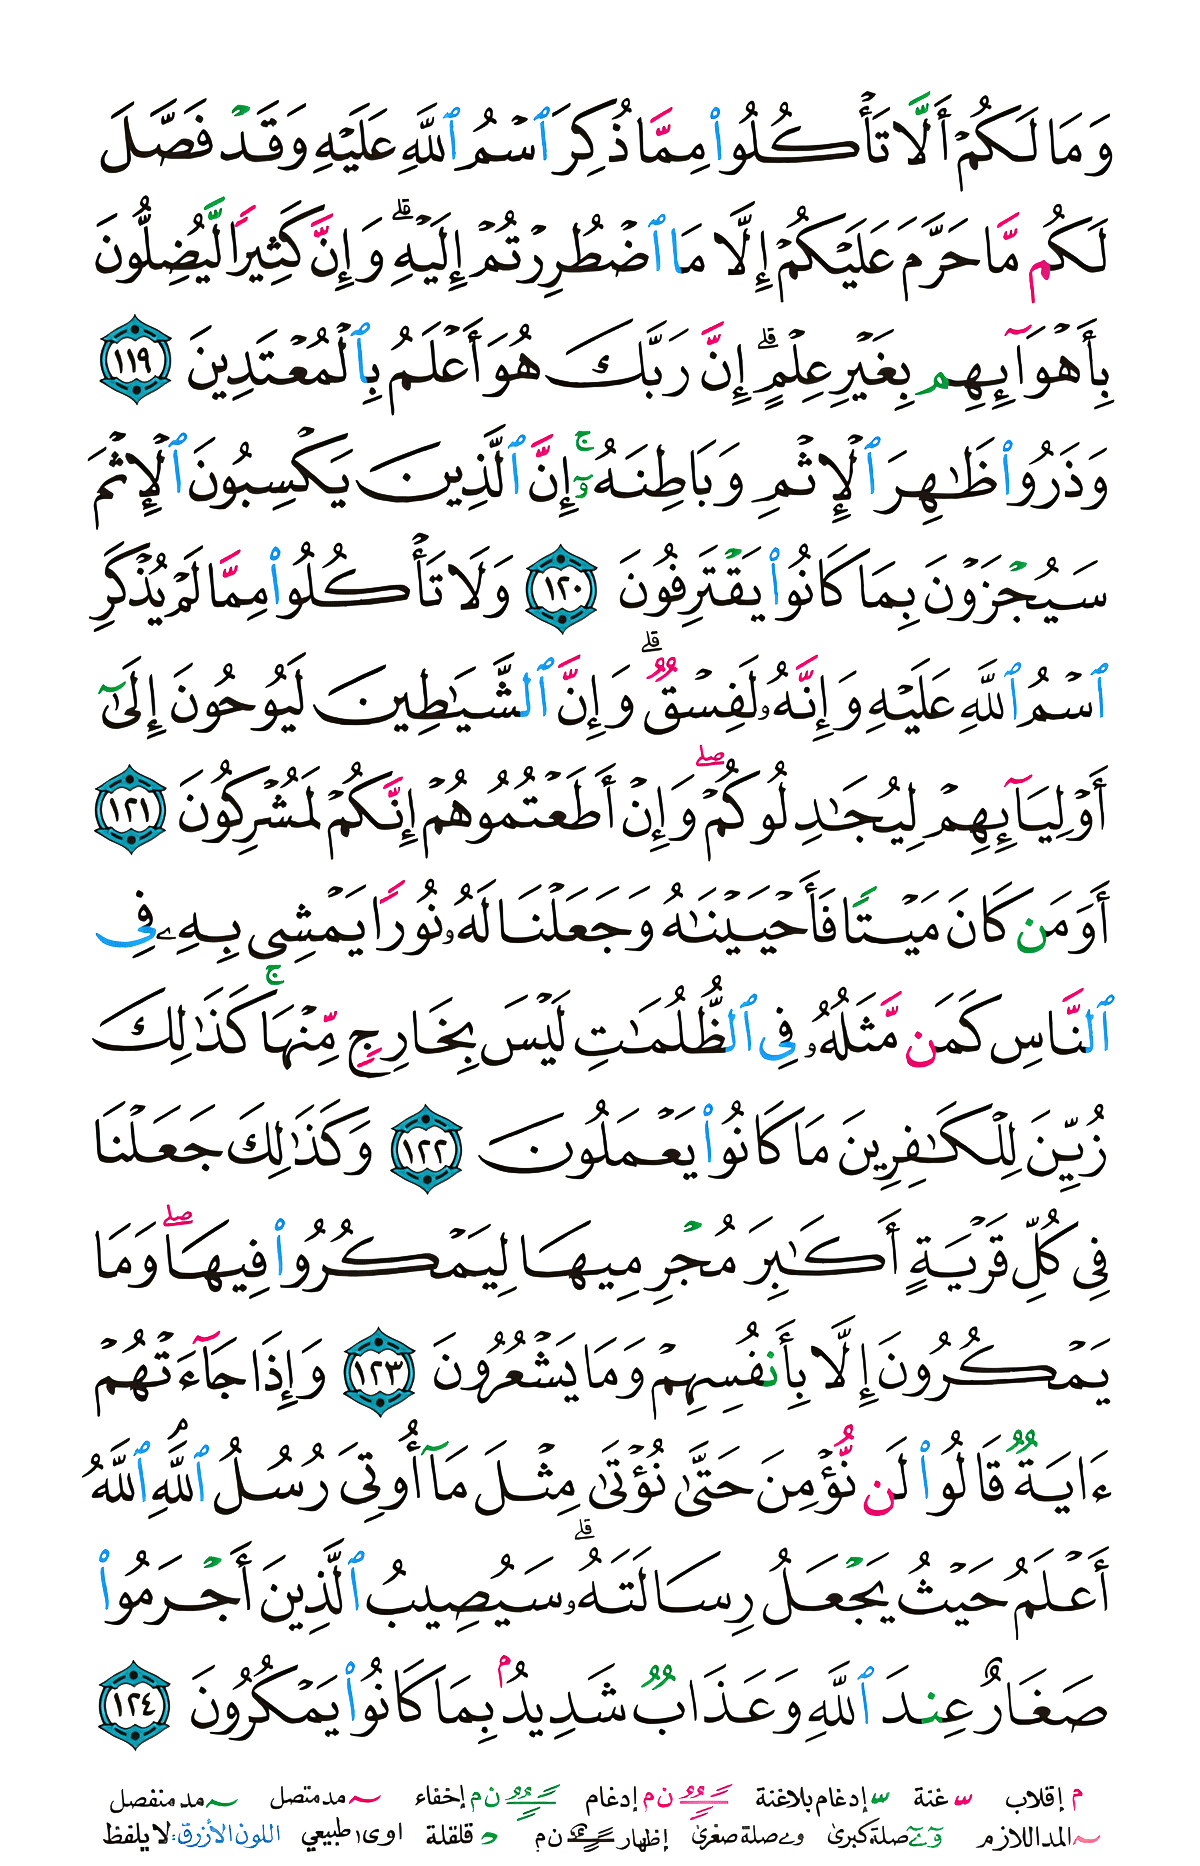 وَمَا لَكُمْ أَلَّا تَأْكُلُوا۟ مِمَّا ذُكِرَ ٱسْمُ ٱللَّهِ عَلَيْهِ وَقَدْ فَصَّلَ
لَكُم مَّا حَرَّمَ عَلَيْكُمْ إِلَّا مَا ٱضْطُرِرْتُمْ إِلَيْهِ ۗ وَإِنَّ كَثِيرًا لَّيُضِلُّونَ
بِأَهْوَآئِهِم بِغَيْرِ عِلْمٍ ۗ إِنَّ رَبَّكَ هُوَ أَعْلَمُ بِٱلْمُعْتَدِينَ ١١٩
وَذَرُوا۟ ظَـٰهِرَ ٱلْإِثْمِ وَبَاطِنَهُۥٓ ۚ إِنَّ ٱلَّذِينَ يَكْسِبُونَ ٱلْإِثْمَ
سَيُجْزَوْنَ بِمَا كَانُوا۟ يَقْتَرِفُونَ ١٢٠ وَلَا تَأْكُلُوا۟ مِمَّا لَمْ يُذْكَرِ
ٱسْمُ ٱللَّهِ عَلَيْهِ وَإِنَّهُۥ لَفِسْقٌ ۗ وَإِنَّ ٱلشَّيَـٰطِينَ لَيُوحُونَ إِلَىٰٓ
أَوْلِيَآئِهِمْ لِيُجَـٰدِلُوكُمْ ۖ وَإِنْ أَطَعْتُمُوهُمْ إِنَّكُمْ لَمُشْرِكُونَ ١٢١
أَوَمَن كَانَ مَيْتًا فَأَحْيَيْنَـٰهُ وَجَعَلْنَا لَهُۥ نُورًا يَمْشِى بِهِۦ فِى
ٱلنَّاسِ كَمَن مَّثَلُهُۥ فِى ٱلظُّلُمَـٰتِ لَيْسَ بِخَارِجٍ مِّنْهَا ۚ كَذَٰلِكَ
زُيِّنَ لِلْكَـٰفِرِينَ مَا كَانُوا۟ يَعْمَلُونَ ١٢٢ وَكَذَٰلِكَ جَعَلْنَا
فِى كُلِّ قَرْيَةٍ أَكَـٰبِرَ مُجْرِمِيهَا لِيَمْكُرُوا۟ فِيهَا ۖ وَمَا
يَمْكُرُونَ إِلَّا بِأَنفُسِهِمْ وَمَا يَشْعُرُونَ ١٢٣ وَإِذَا جَآءَتْهُمْ
ءَايَةٌ قَالُوا۟ لَن نُّؤْمِنَ حَتَّىٰ نُؤْتَىٰ مِثْلَ مَآ أُوتِىَ رُسُلُ ٱللَّهِ ۘ ٱللَّهُ
أَعْلَمُ حَيْثُ يَجْعَلُ رِسَالَتَهُۥ ۗ سَيُصِيبُ ٱلَّذِينَ أَجْرَمُوا۟
صَغَارٌ عِندَ ٱللَّهِ وَعَذَابٌ شَدِيدٌۢ بِمَا كَانُوا۟ يَمْكُرُونَ ١٢٤
م إقلاب غنة إدغام بلاغنة ن م إدغام ن م إخفاء مد متصل مد منفصل
المد اللازم وٓ ےٓ صلة كبرى و ے صلة صغرى إظهار ن م قلقلة ا و ى طبيعي اللون الأزرق: لا يلفظ